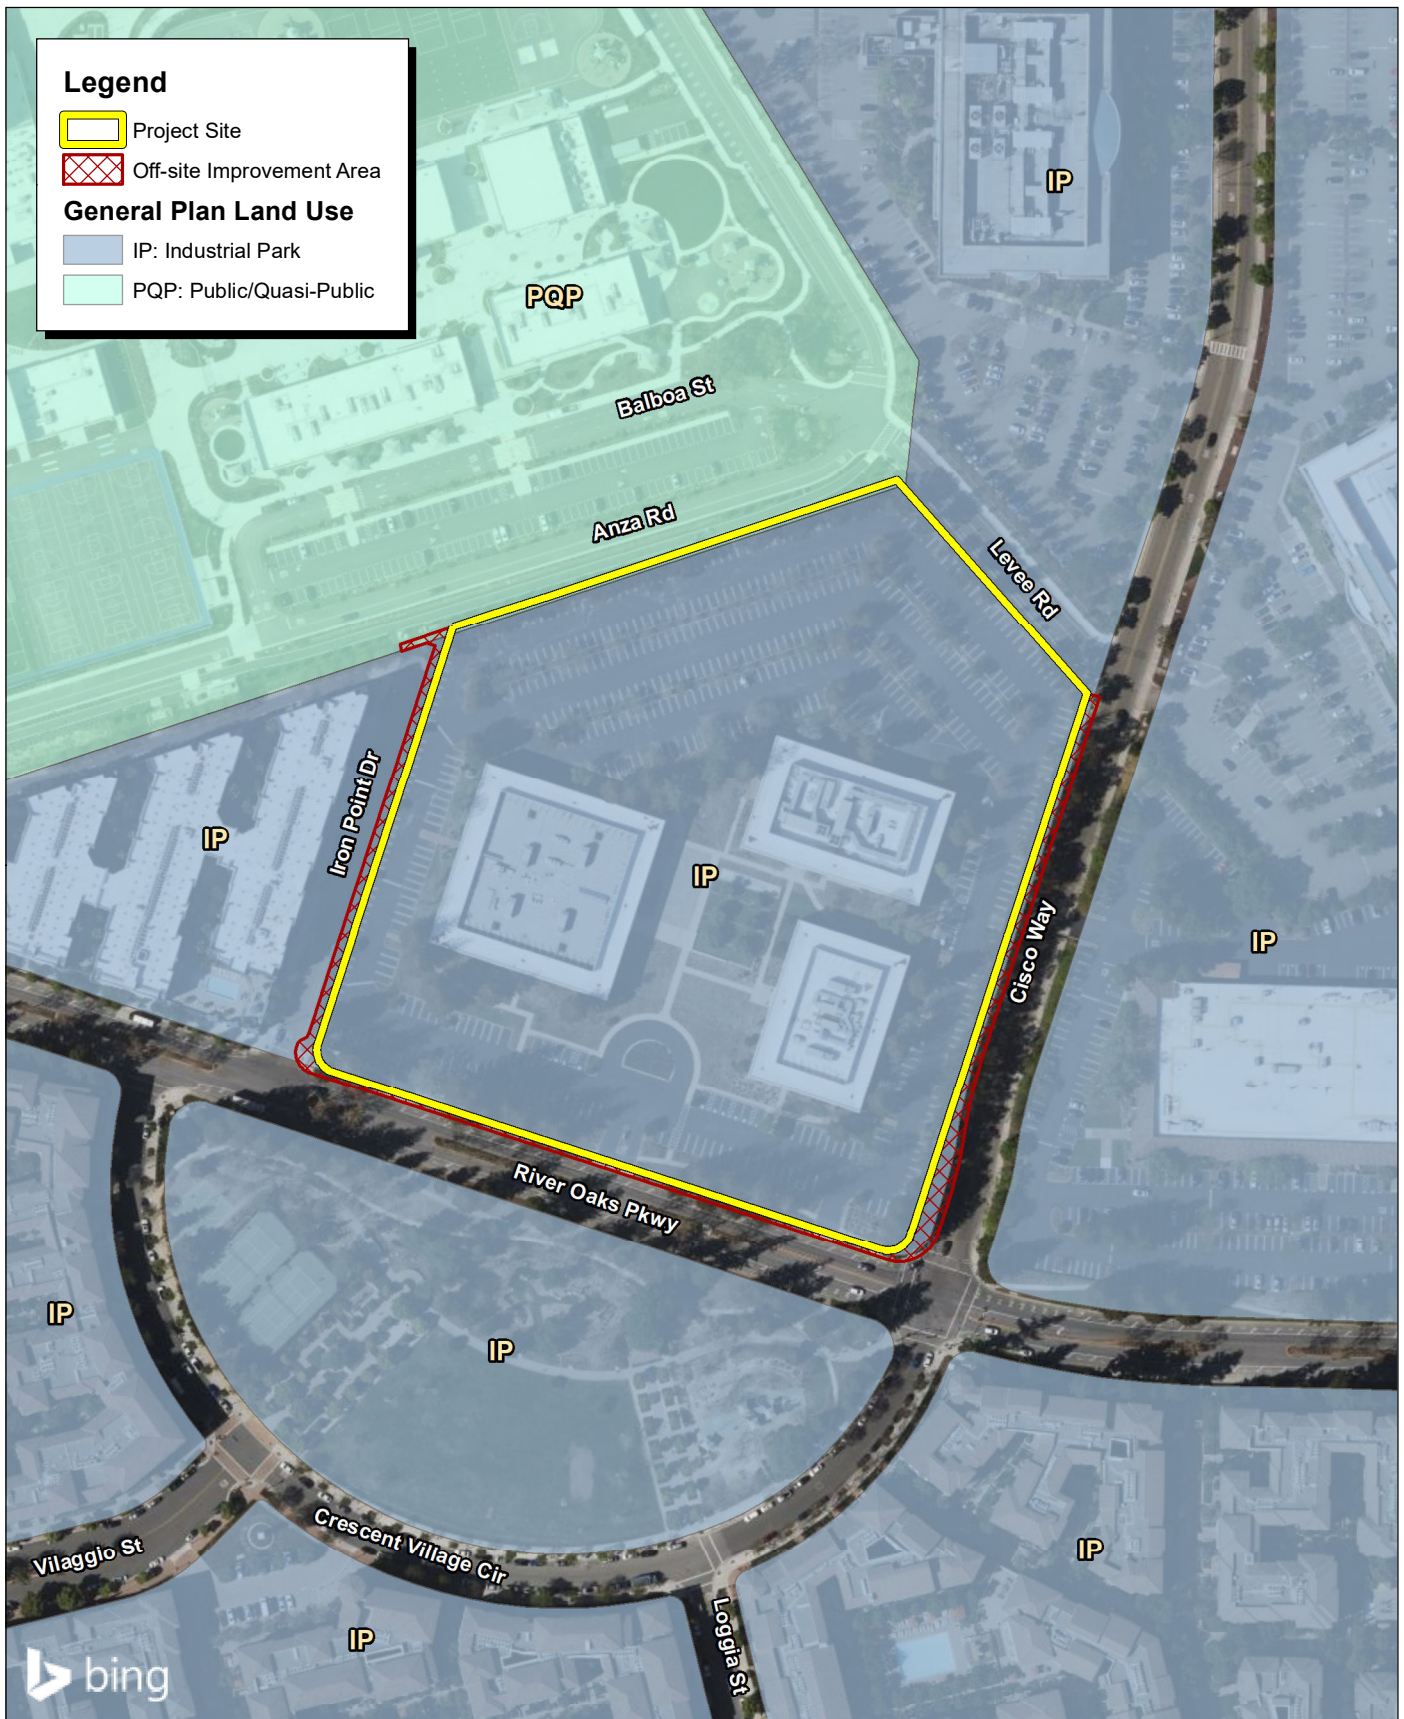 Legend
Project Site
Off-site Improvement Area
General Plan Land Use
IP: Industrial Park
PQP: Public/Quasi-Public
IP
PQP
Balboa St
Anza Rd
Levee Rd
Iron Point Dr
IP
IP
Cisco Way
IP
River Oaks Pkwy
IP
IP
Crescent Village Cir
Vilaggio St
IP
Loggia St
IP
bing